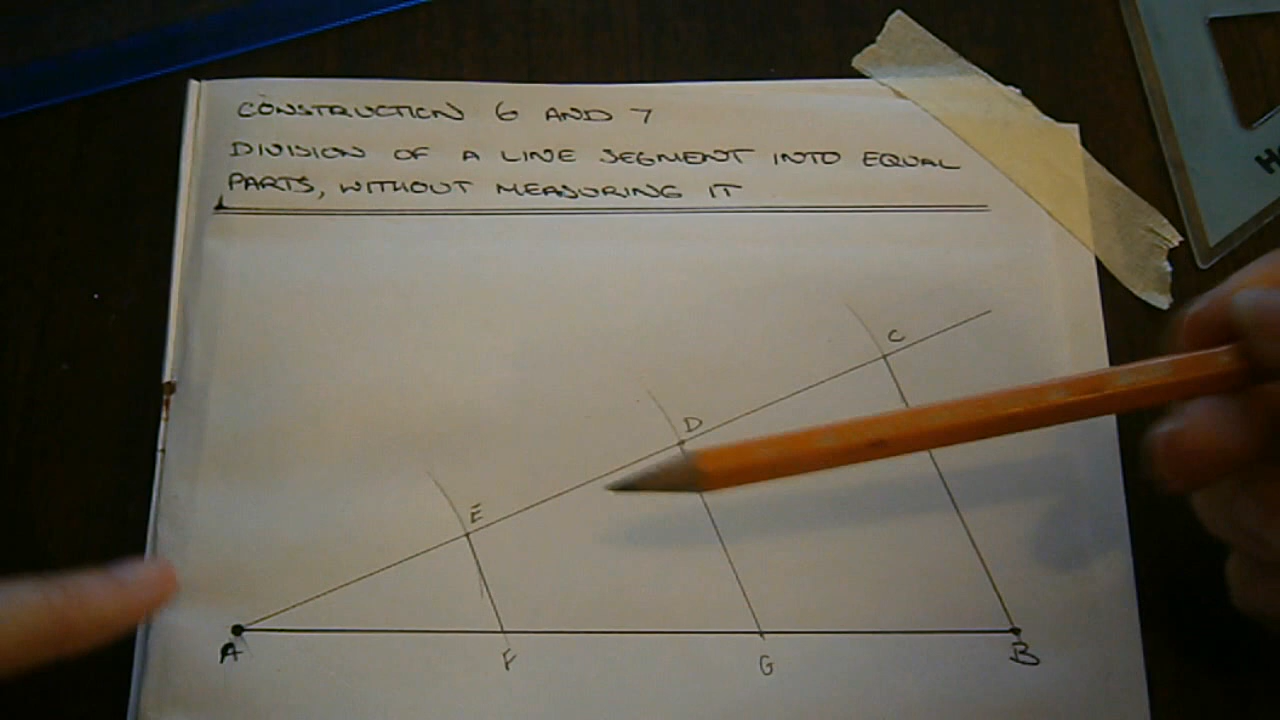 CONSTRUCTION 6 AND 7
DIVISION OF A LINE SEGMENT INTO EQUAL
PARTS, WITHOUT MEASURING IT
C
D
E
A
F
G
B